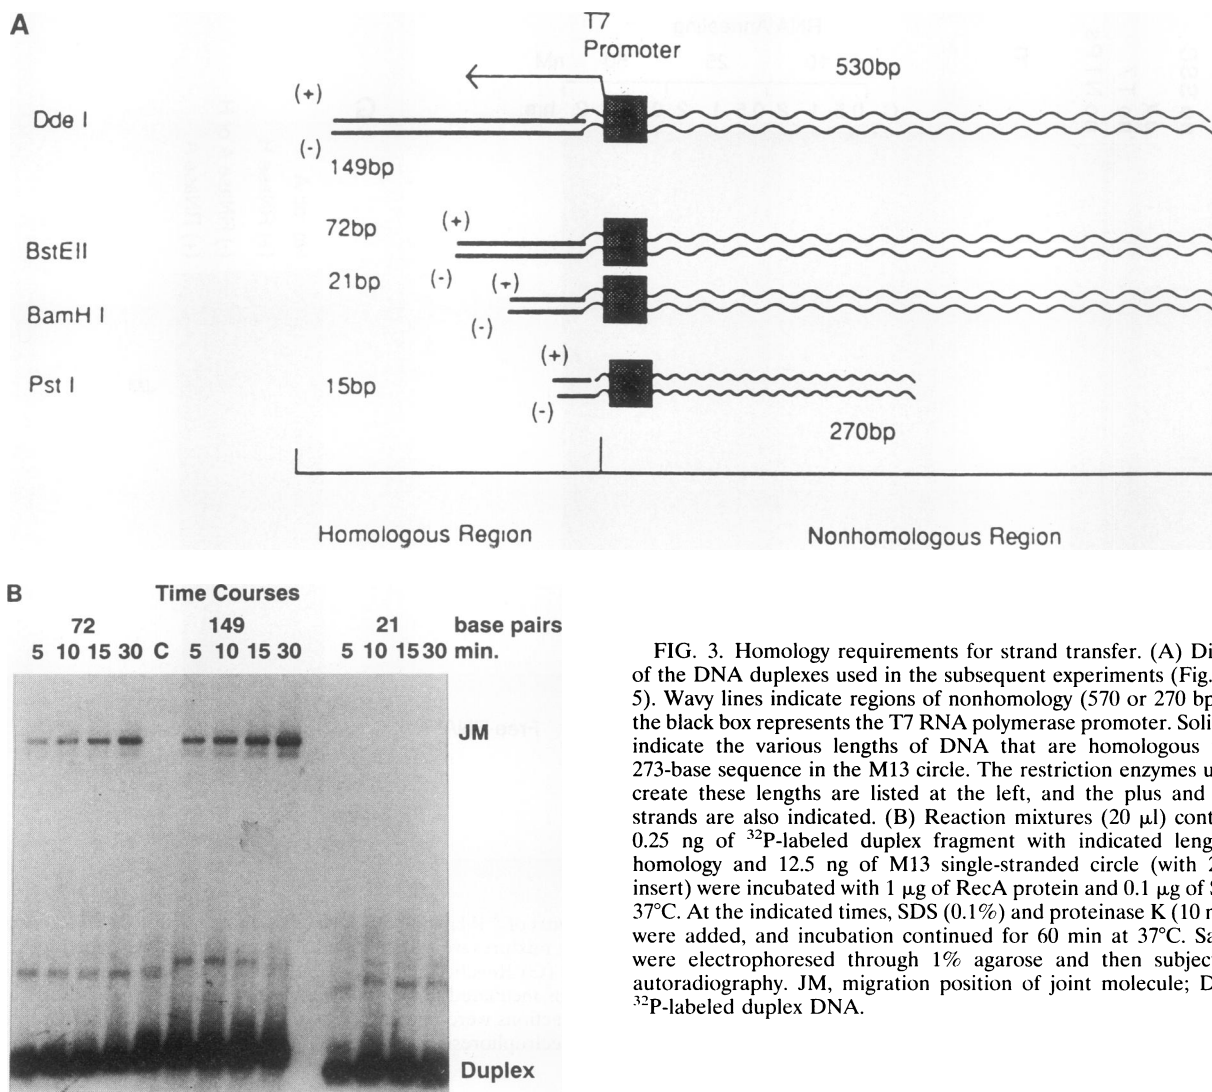 A
T7
Promoter
530bp
(+)
Dde I
(-)
149bp
72bp
(+)
BstEII
(-)
21bp
(+)
BamH I
(-)
(+)
Pst I
15bp
(-)
270bp
Homologous Region
Nonhomologous Region
B
Time Courses
72 149 21 base pairs
5 10 15 30 C 5 10 15 30 5 10 15 30 min.
JM
Duplex
FIG. 3. Homology requirements for strand transfer. (A) Di
of the DNA duplexes used in the subsequent experiments (Fig.
5). Wavy lines indicate regions of nonhomology (570 or 270 bp
the black box represents the T7 RNA polymerase promoter. Soli
indicate the various lengths of DNA that are homologous
273-base sequence in the M13 circle. The restriction enzymes u
create these lengths are listed at the left, and the plus and
strands are also indicated. (B) Reaction mixtures (20 μl) cont
0.25 ng of ³²P-labeled duplex fragment with indicated leng
homology and 12.5 ng of M13 single-stranded circle (with 2
insert) were incubated with 1 μg of RecA protein and 0.1 μg of S
37°C. At the indicated times, SDS (0.1%) and proteinase K (10 m
were added, and incubation continued for 60 min at 37°C. Sa
were electrophoresed through 1% agarose and then subjec
autoradiography. JM, migration position of joint molecule; D
³²P-labeled duplex DNA.